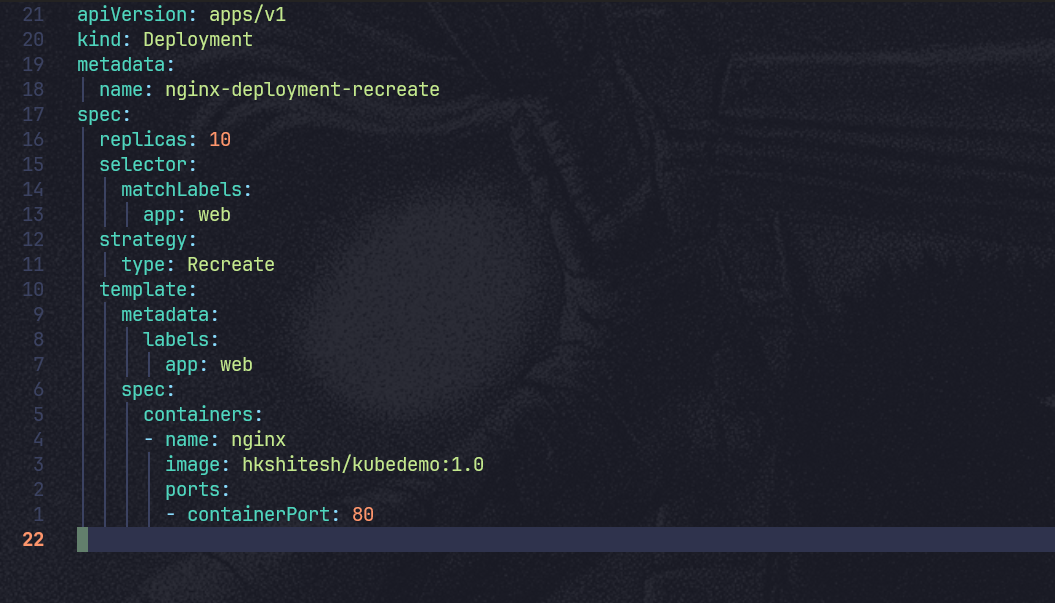 21 apiVersion: apps/v1
20 kind: Deployment
19 metadata:
18   name: nginx-deployment-recreate
17 spec:
16   replicas: 10
15   selector:
14     matchLabels:
13       app: web
12   strategy:
11     type: Recreate
10   template:
9     metadata:
8       labels:
7         app: web
6     spec:
5       containers:
4       - name: nginx
3         image: hkshitesh/kubedemo:1.0
2         ports:
1         - containerPort: 80
22